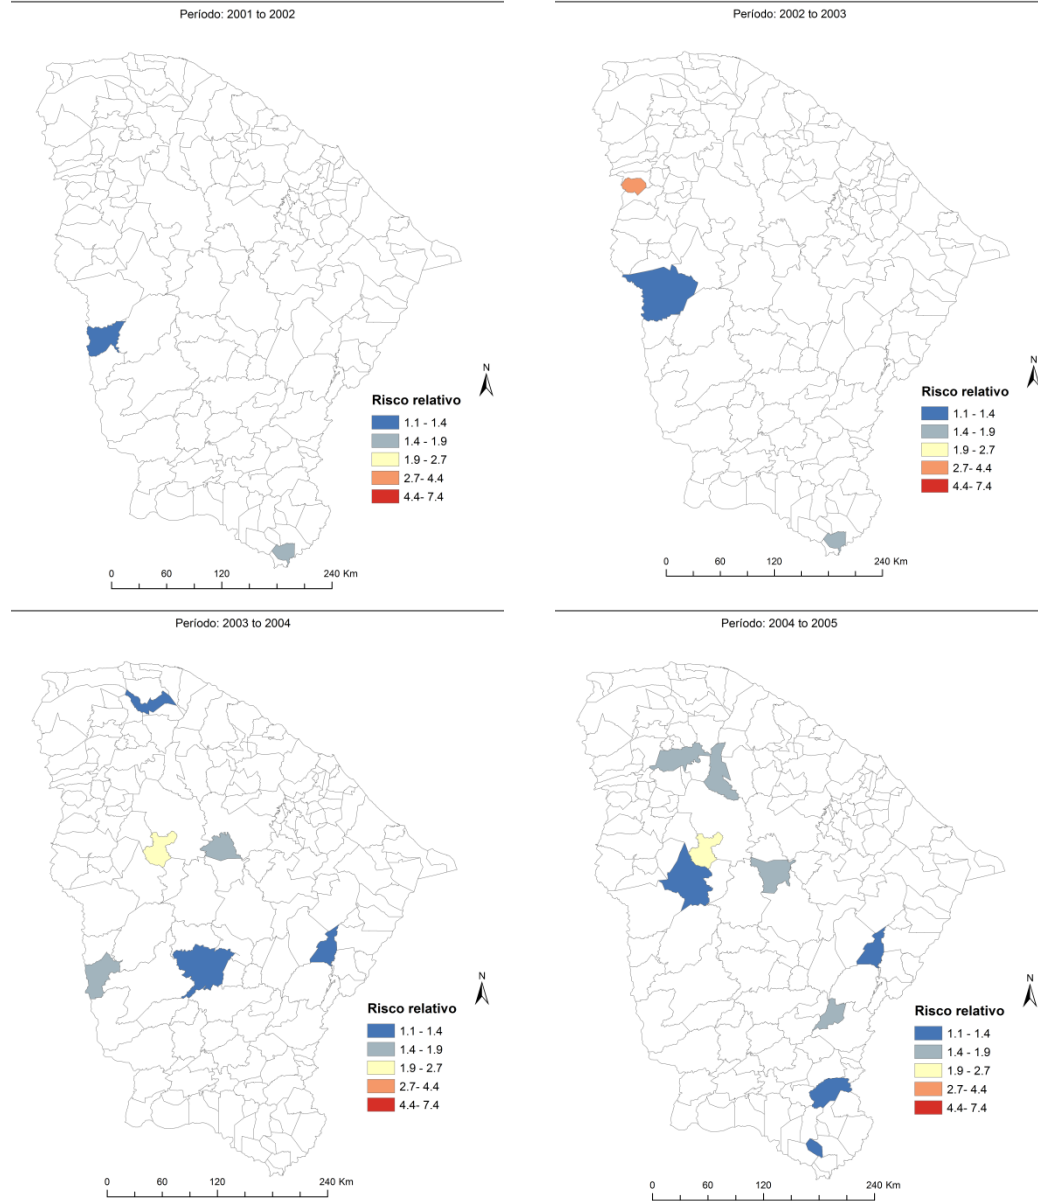 Período: 2001 to 2002
N
Risco relativo
1.1 - 1.4
1.4 - 1.9
1.9 - 2.7
2.7- 4.4
4.4- 7.4
0 60 120 240 Km
Período: 2002 to 2003
N
Risco relativo
1.1 - 1.4
1.4 - 1.9
1.9 - 2.7
2.7- 4.4
4.4- 7.4
0 60 120 240 Km
Período: 2003 to 2004
N
Risco relativo
1.1 - 1.4
1.4 - 1.9
1.9 - 2.7
2.7- 4.4
4.4- 7.4
0 60 120 240 Km
Período: 2004 to 2005
N
Risco relativo
1.1 - 1.4
1.4 - 1.9
1.9 - 2.7
2.7- 4.4
4.4- 7.4
0 60 120 240 Km